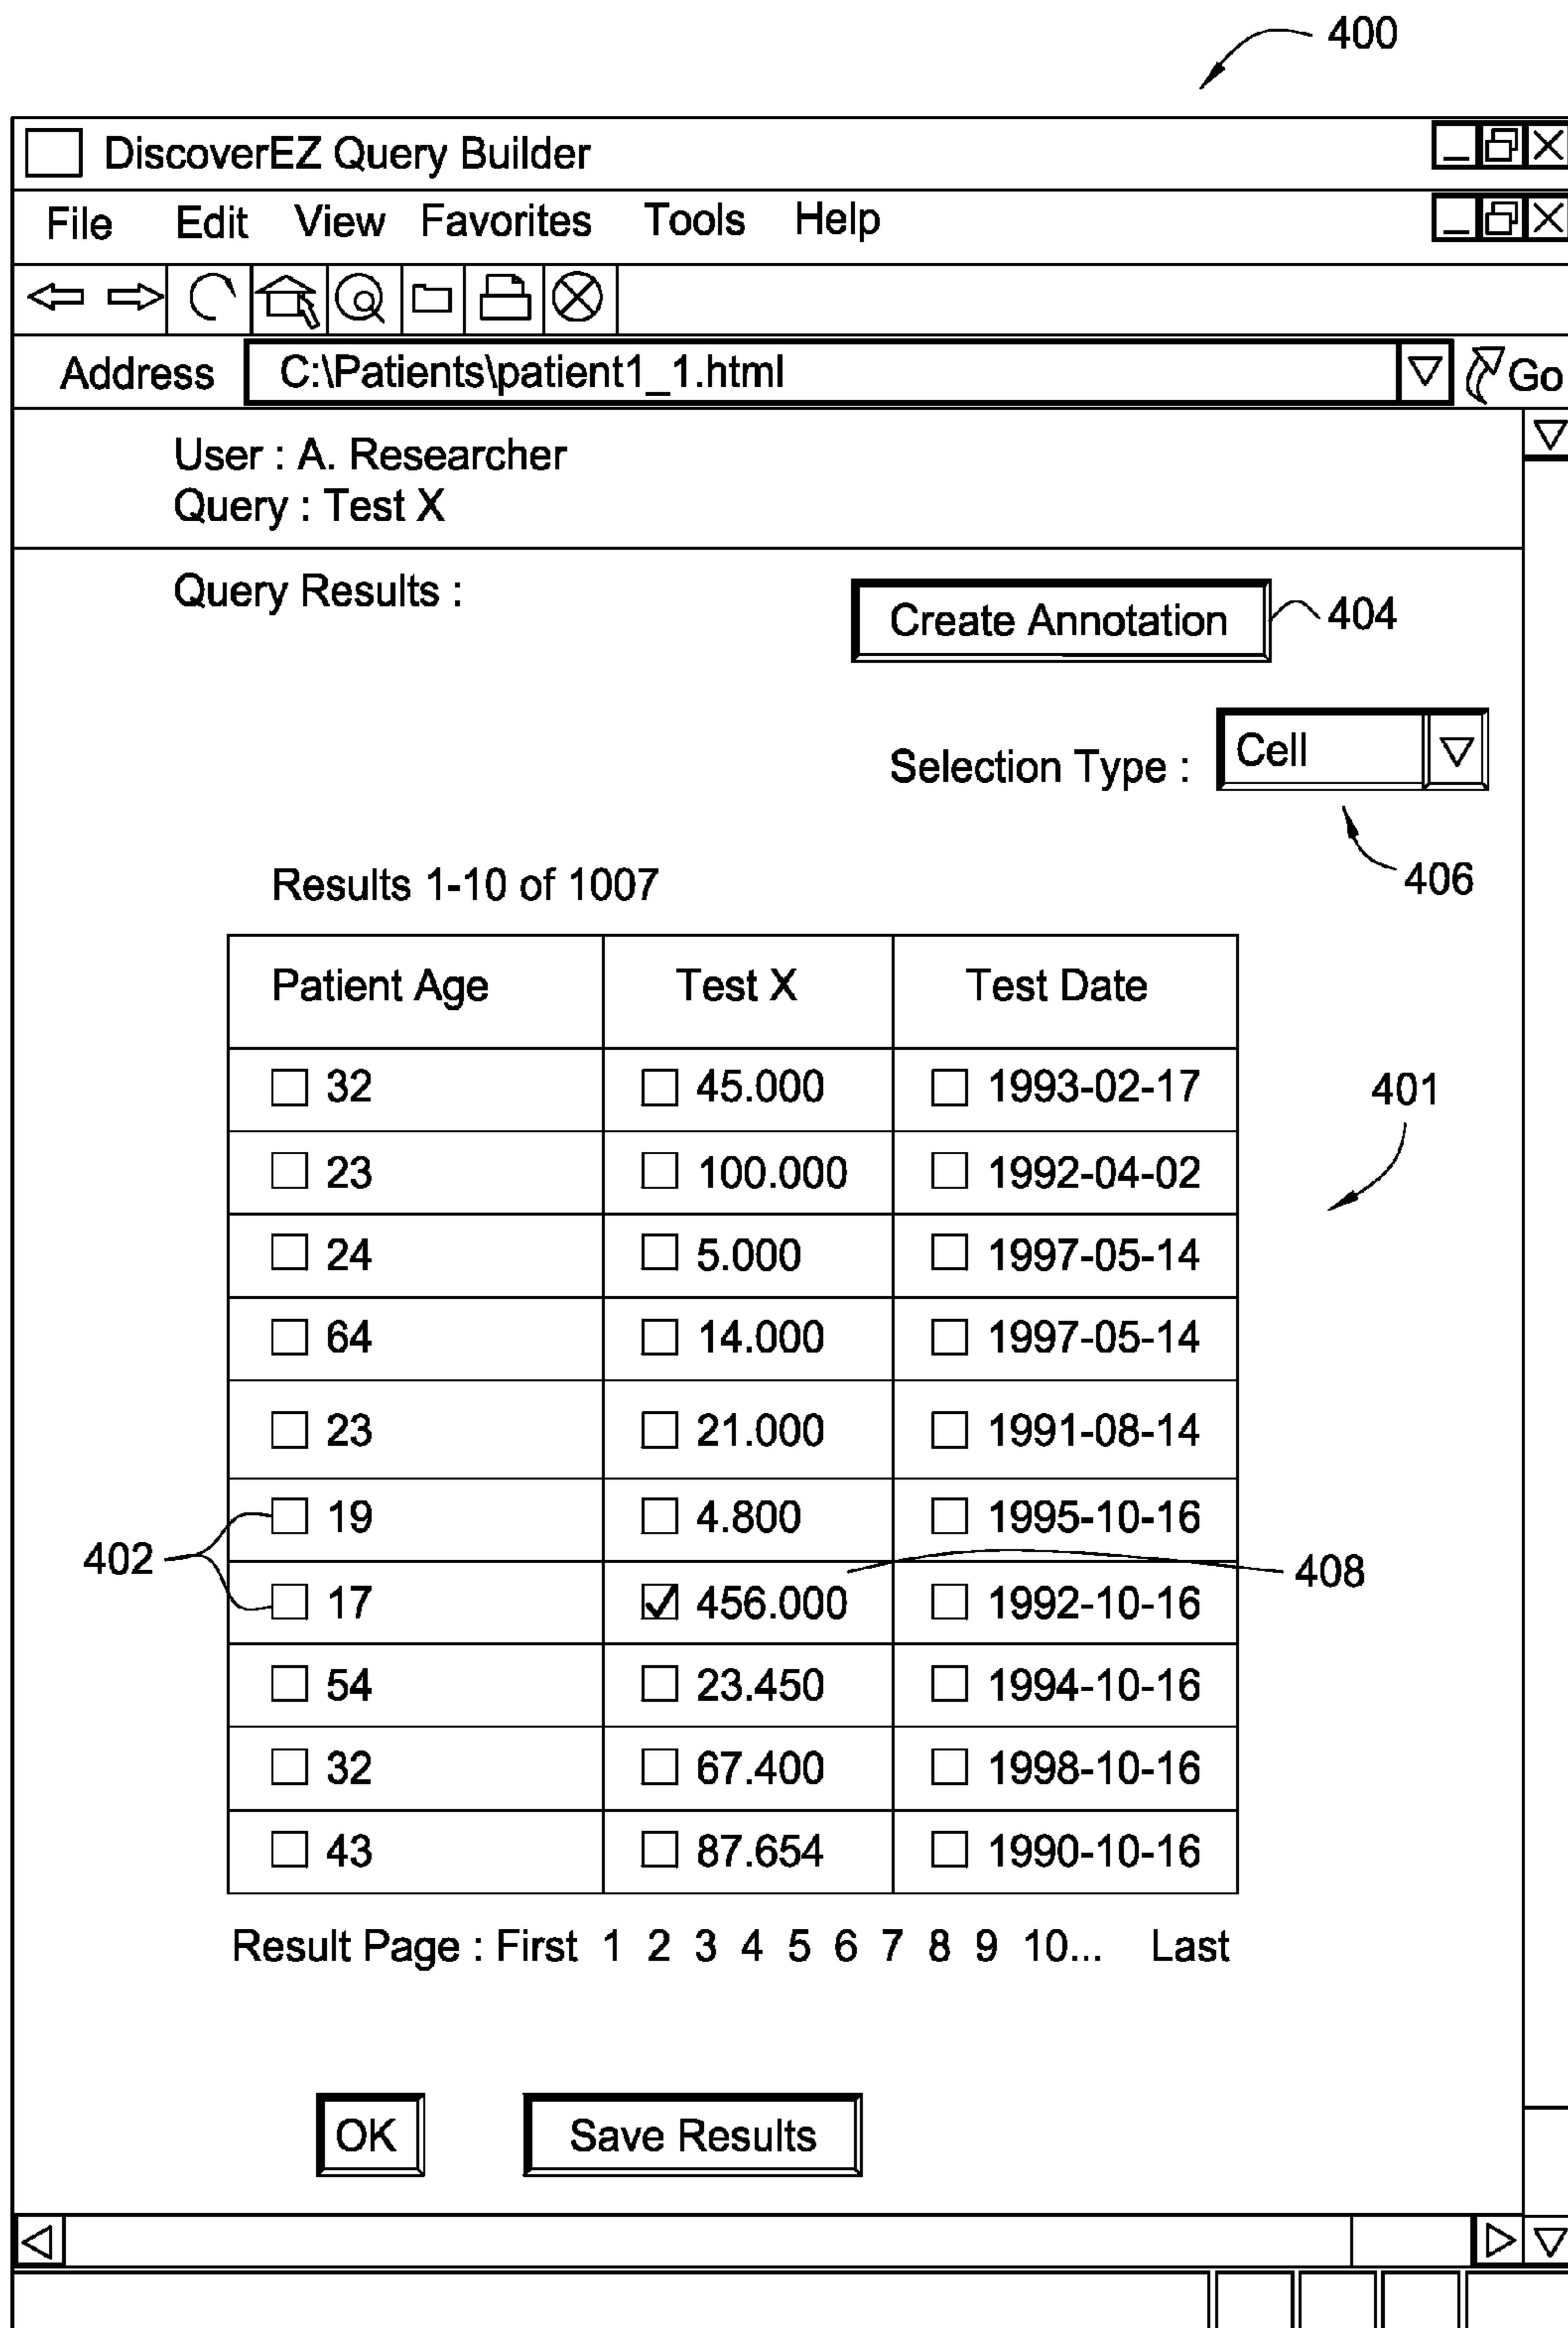 400
DiscoverEZ Query Builder
File Edit View Favorites Tools Help
Address C:\Patients\patient1_1.html Go
User : A. Researcher
Query : Test X
Query Results :
Create Annotation 404
Selection Type : Cell
406
Results 1-10 of 1007
Patient Age Test X Test Date
32 45.000 1993-02-17
401
23 100.000 1992-04-02
24 5.000 1997-05-14
64 14.000 1997-05-14
23 21.000 1991-08-14
19 4.800 1995-10-16
402
408
17 456.000 1992-10-16
54 23.450 1994-10-16
32 67.400 1998-10-16
43 87.654 1990-10-16
Result Page : First 1 2 3 4 5 6 7 8 9 10... Last
OK Save Results